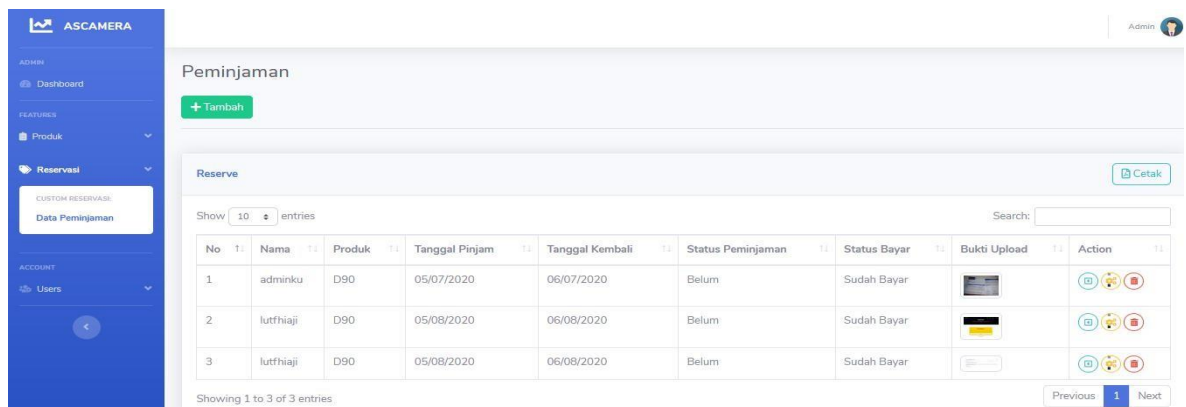 ASCAMERA
Admin
ADMIN
Dashboard
FEATURES
Produk
Reservasi
CUSTOM RESERVASI:
Data Peminjaman
ACCOUNT
Users
Peminjaman
+ Tambah
Reserve
Cetak
Show 10 entries
Search:
No Nama Produk Tanggal Pinjam Tanggal Kembali Status Peminjaman Status Bayar Bukti Upload Action
1 adminku D90 05/07/2020 06/07/2020 Belum Sudah Bayar
2 lutfhiaji D90 05/08/2020 06/08/2020 Belum Sudah Bayar
3 lutfhiaji D90 05/08/2020 06/08/2020 Belum Sudah Bayar
Showing 1 to 3 of 3 entries
Previous 1 Next